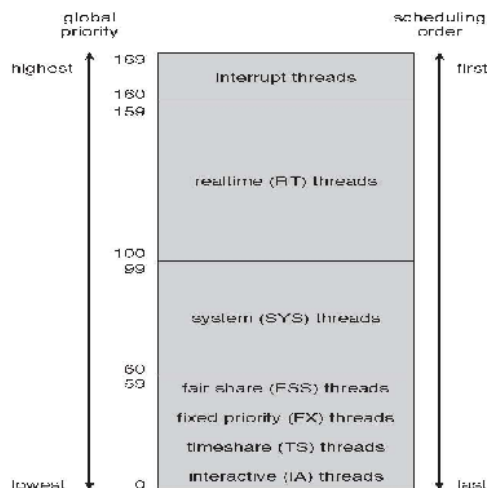 global
priority
scheduling
order
highest
first
169
interrupt threads
160
159
realtime (RT) threads
100
99
system (SYS) threads
60
59
fair share (FSS) threads
fixed priority (FX) threads
timeshare (TS) threads
interactive (IA) threads
lowest
0
last